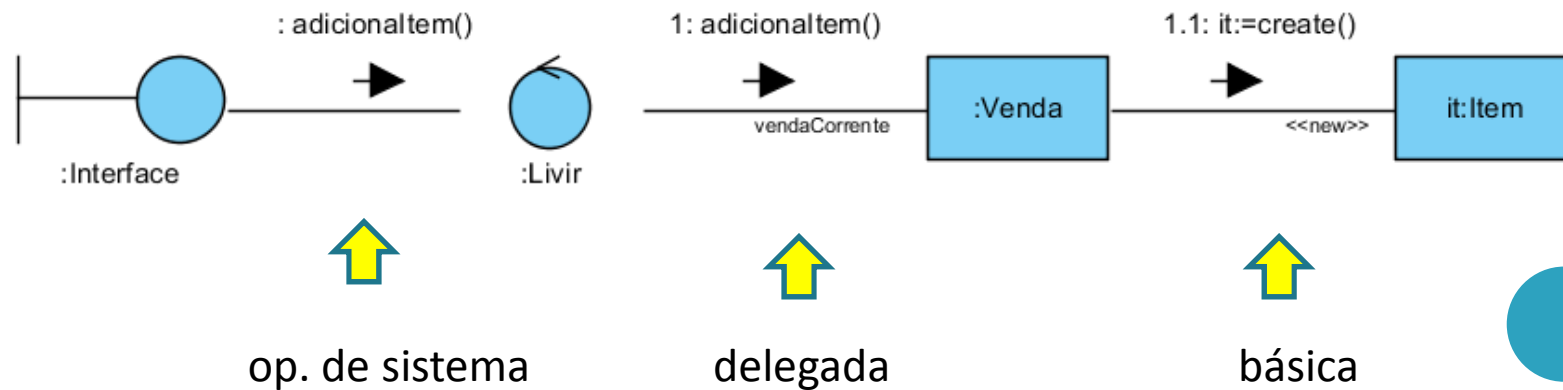 : adicionaItem()
1: adicionaItem()
1.1: it:=create()
:Interface
:Livir
vendaCorrente
:Venda
<<new>>
it:Item
op. de sistema
delegada
básica